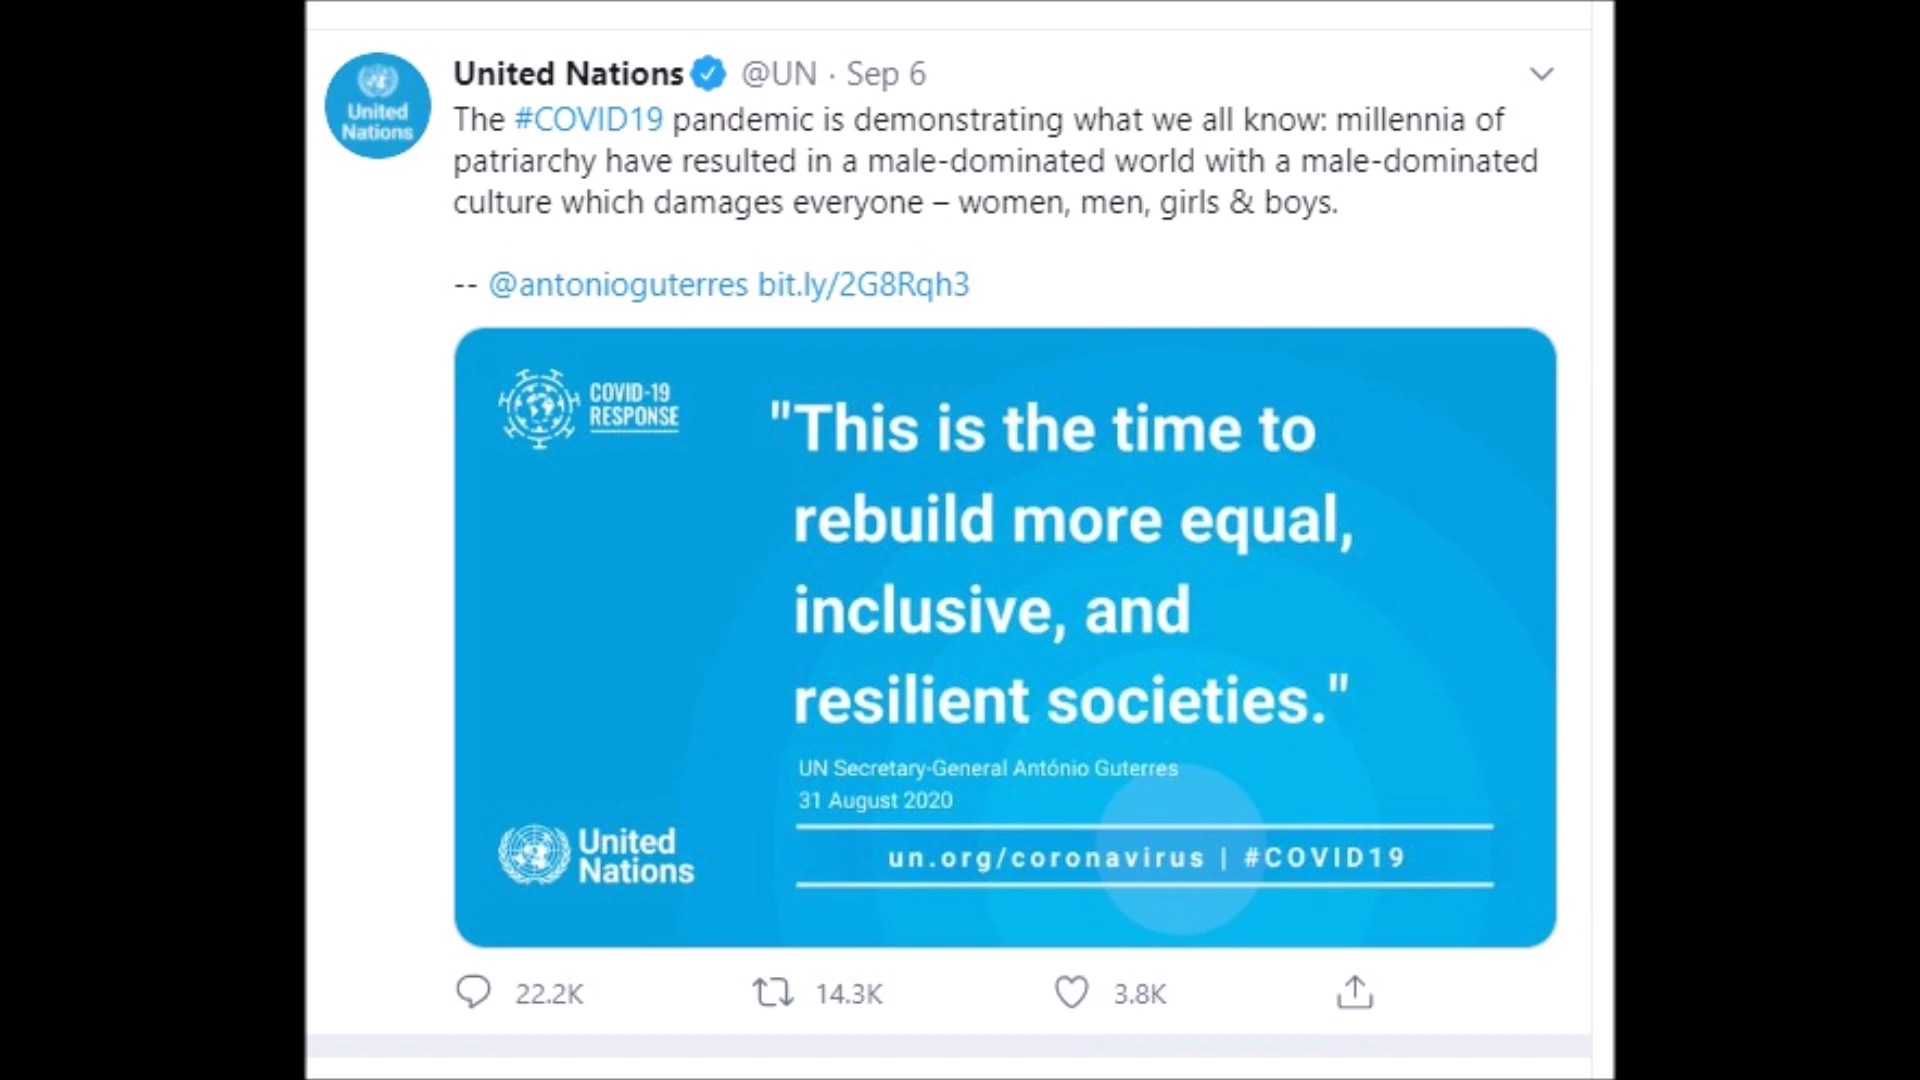 United Nations @UN · Sep 6
The #COVID19 pandemic is demonstrating what we all know: millennia of
patriarchy have resulted in a male-dominated world with a male-dominated
culture which damages everyone – women, men, girls & boys.
-- @antonioguterres bit.ly/2G8Rqh3
United
Nations
COVID-19
RESPONSE
"This is the time to
rebuild more equal,
inclusive, and
resilient societies."
UN Secretary-General António Guterres
31 August 2020
un.org/coronavirus | #COVID19
United
Nations
22.2K 14.3K 3.8K